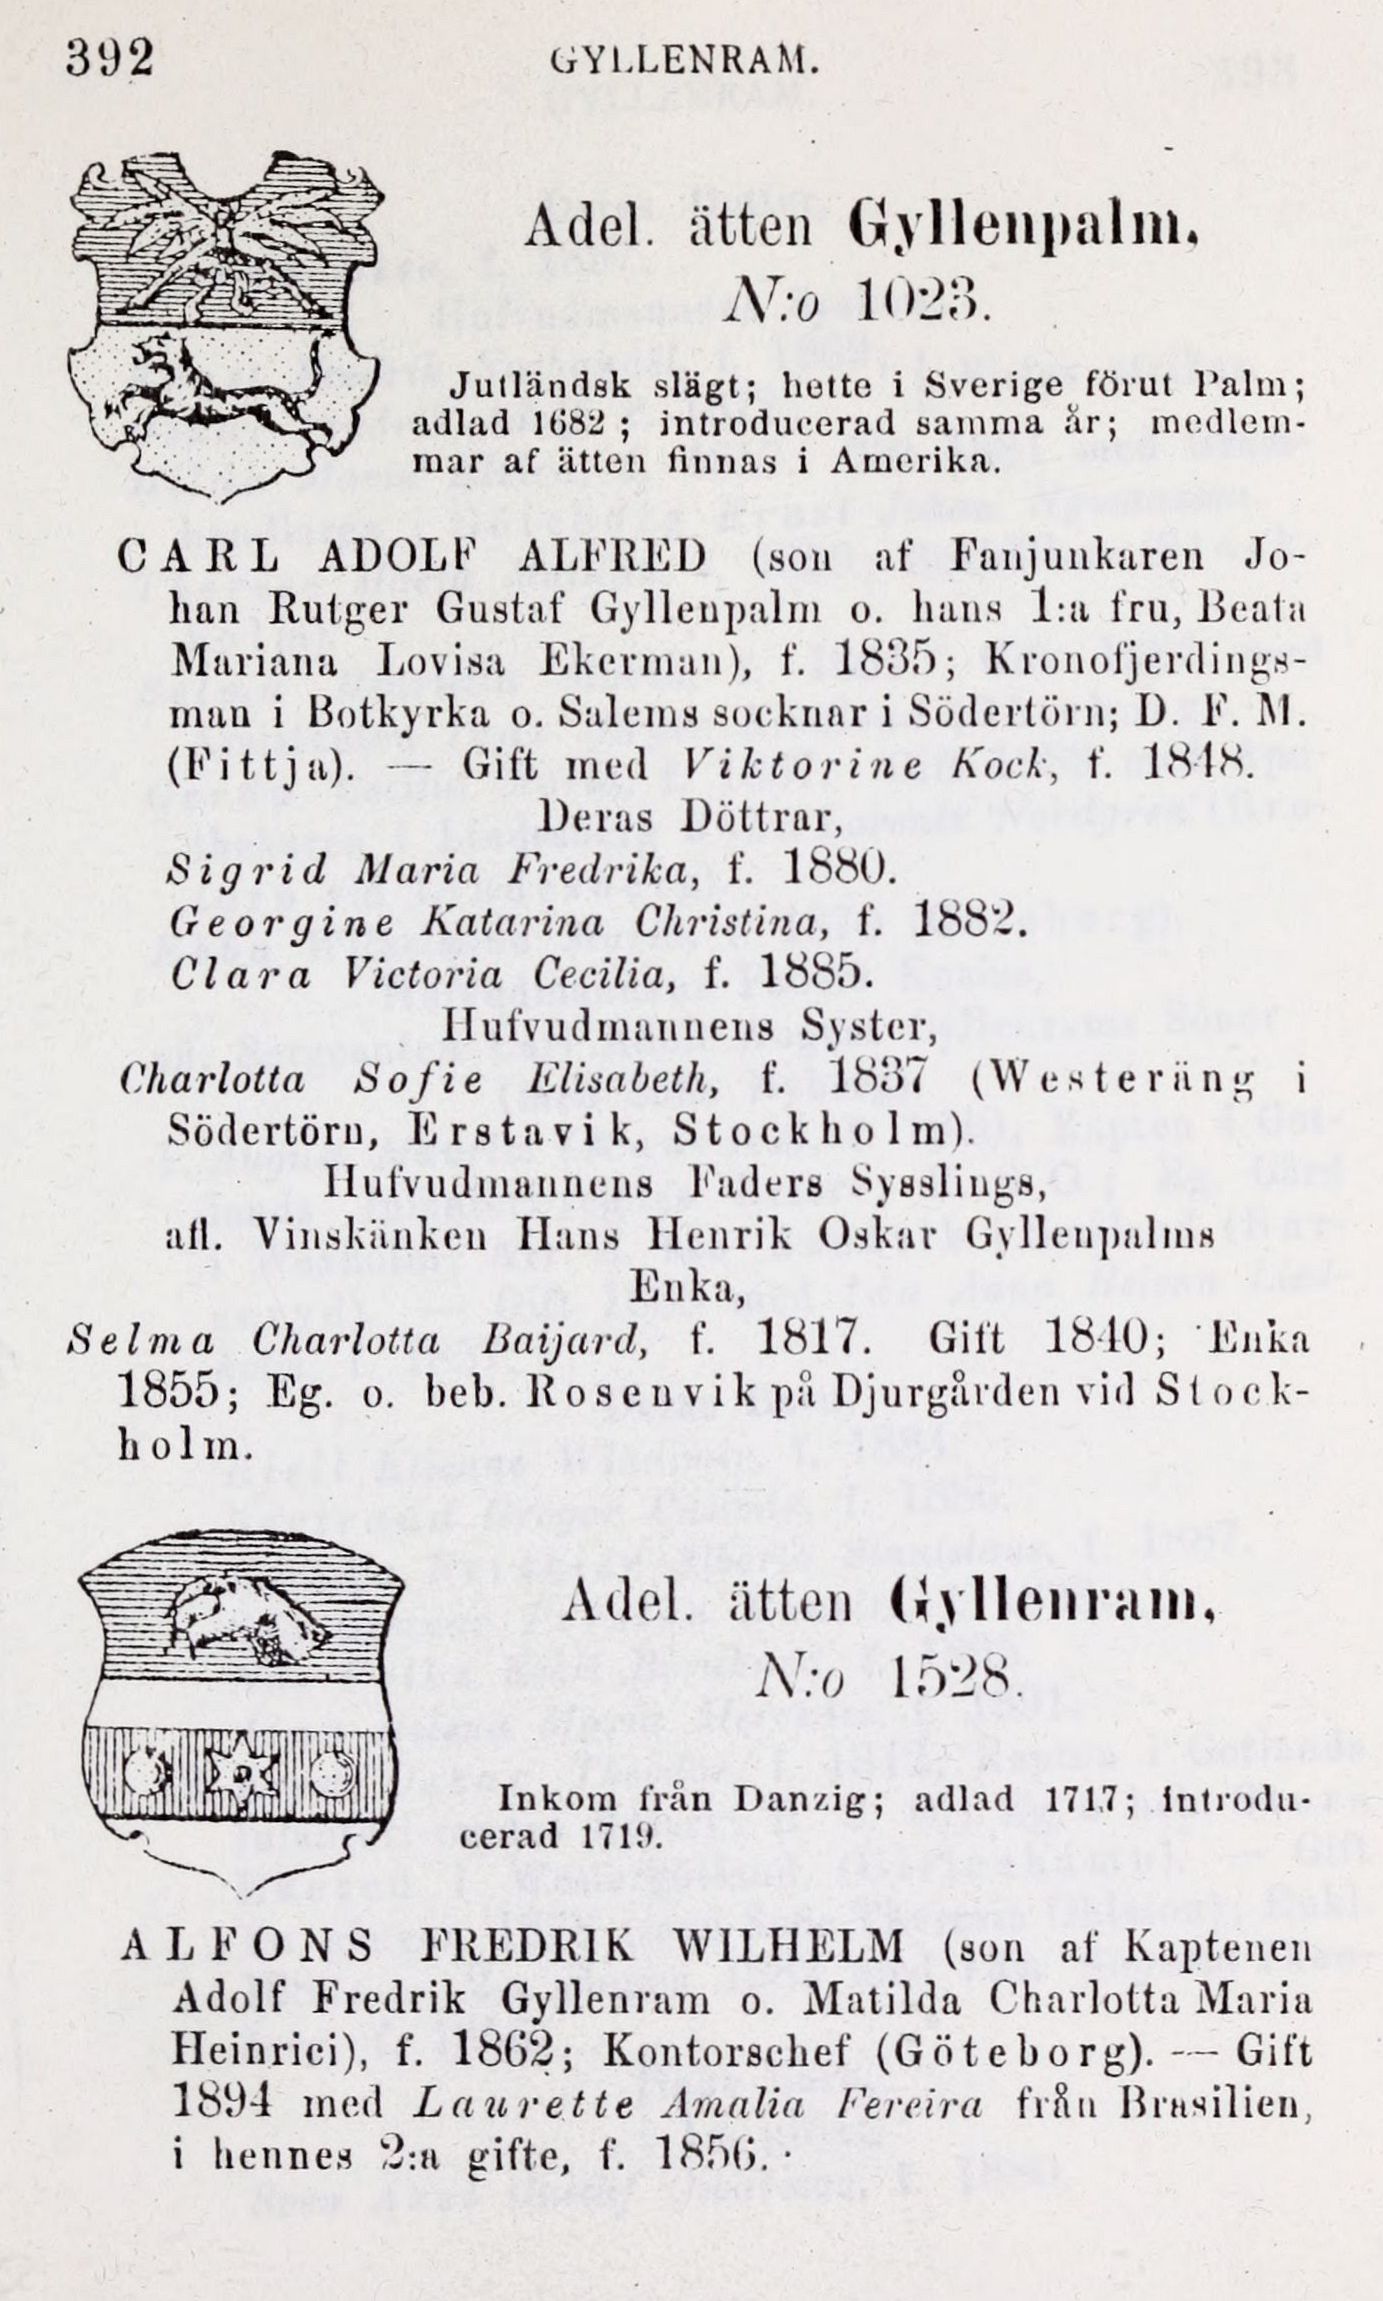 392
GYLLENRAM.
Adel. ätten Gyllenpalm,
N:o 1023.
Jutländsk slägt; hette i Sverige förut Palm;
adlad 1682; introducerad samma år; medlem-
mar af ätten finnas i Amerika.
CARL ADOLF ALFRED (son af Fanjunkaren Jo-
han Rutger Gustaf Gyllenpalm o. hans 1:a fru, Beata
Mariana Lovisa Ekerman), f. 1835; Kronofjerdings-
man i Botkyrka o. Salems socknar i Södertörn; D. F. M.
(Fittja). — Gift med Viktorine Kock, f. 1848.
Deras Döttrar,
Sigrid Maria Fredrika, f. 1880.
Georgine Katarina Christina, f. 1882.
Clara Victoria Cecilia, f. 1885.
Hufvudmannens Syster,
Charlotta Sofie Elisabeth, f. 1837 (Westeräng i
Södertörn, Erstavik, Stockholm).
Hufvudmannens Faders Sysslings,
afl. Vinskänken Hans Henrik Oskar Gyllenpalms
Enka,
Selma Charlotta Baijard, f. 1817. Gift 1840; Enka
1855; Eg. o. beb. Rosenvik på Djurgården vid Stock-
holm.
Adel. ätten Gyllenram,
N:o 1528.
Inkom från Danzig; adlad 1717; introdu-
cerad 1719.
ALFONS FREDRIK WILHELM (son af Kaptenen
Adolf Fredrik Gyllenram o. Matilda Charlotta Maria
Heinrici), f. 1862; Kontorschef (Göteborg). — Gift
1894 med Laurette Amalia Fereira från Brasilien,
i hennes 2:a gifte, f. 1856.